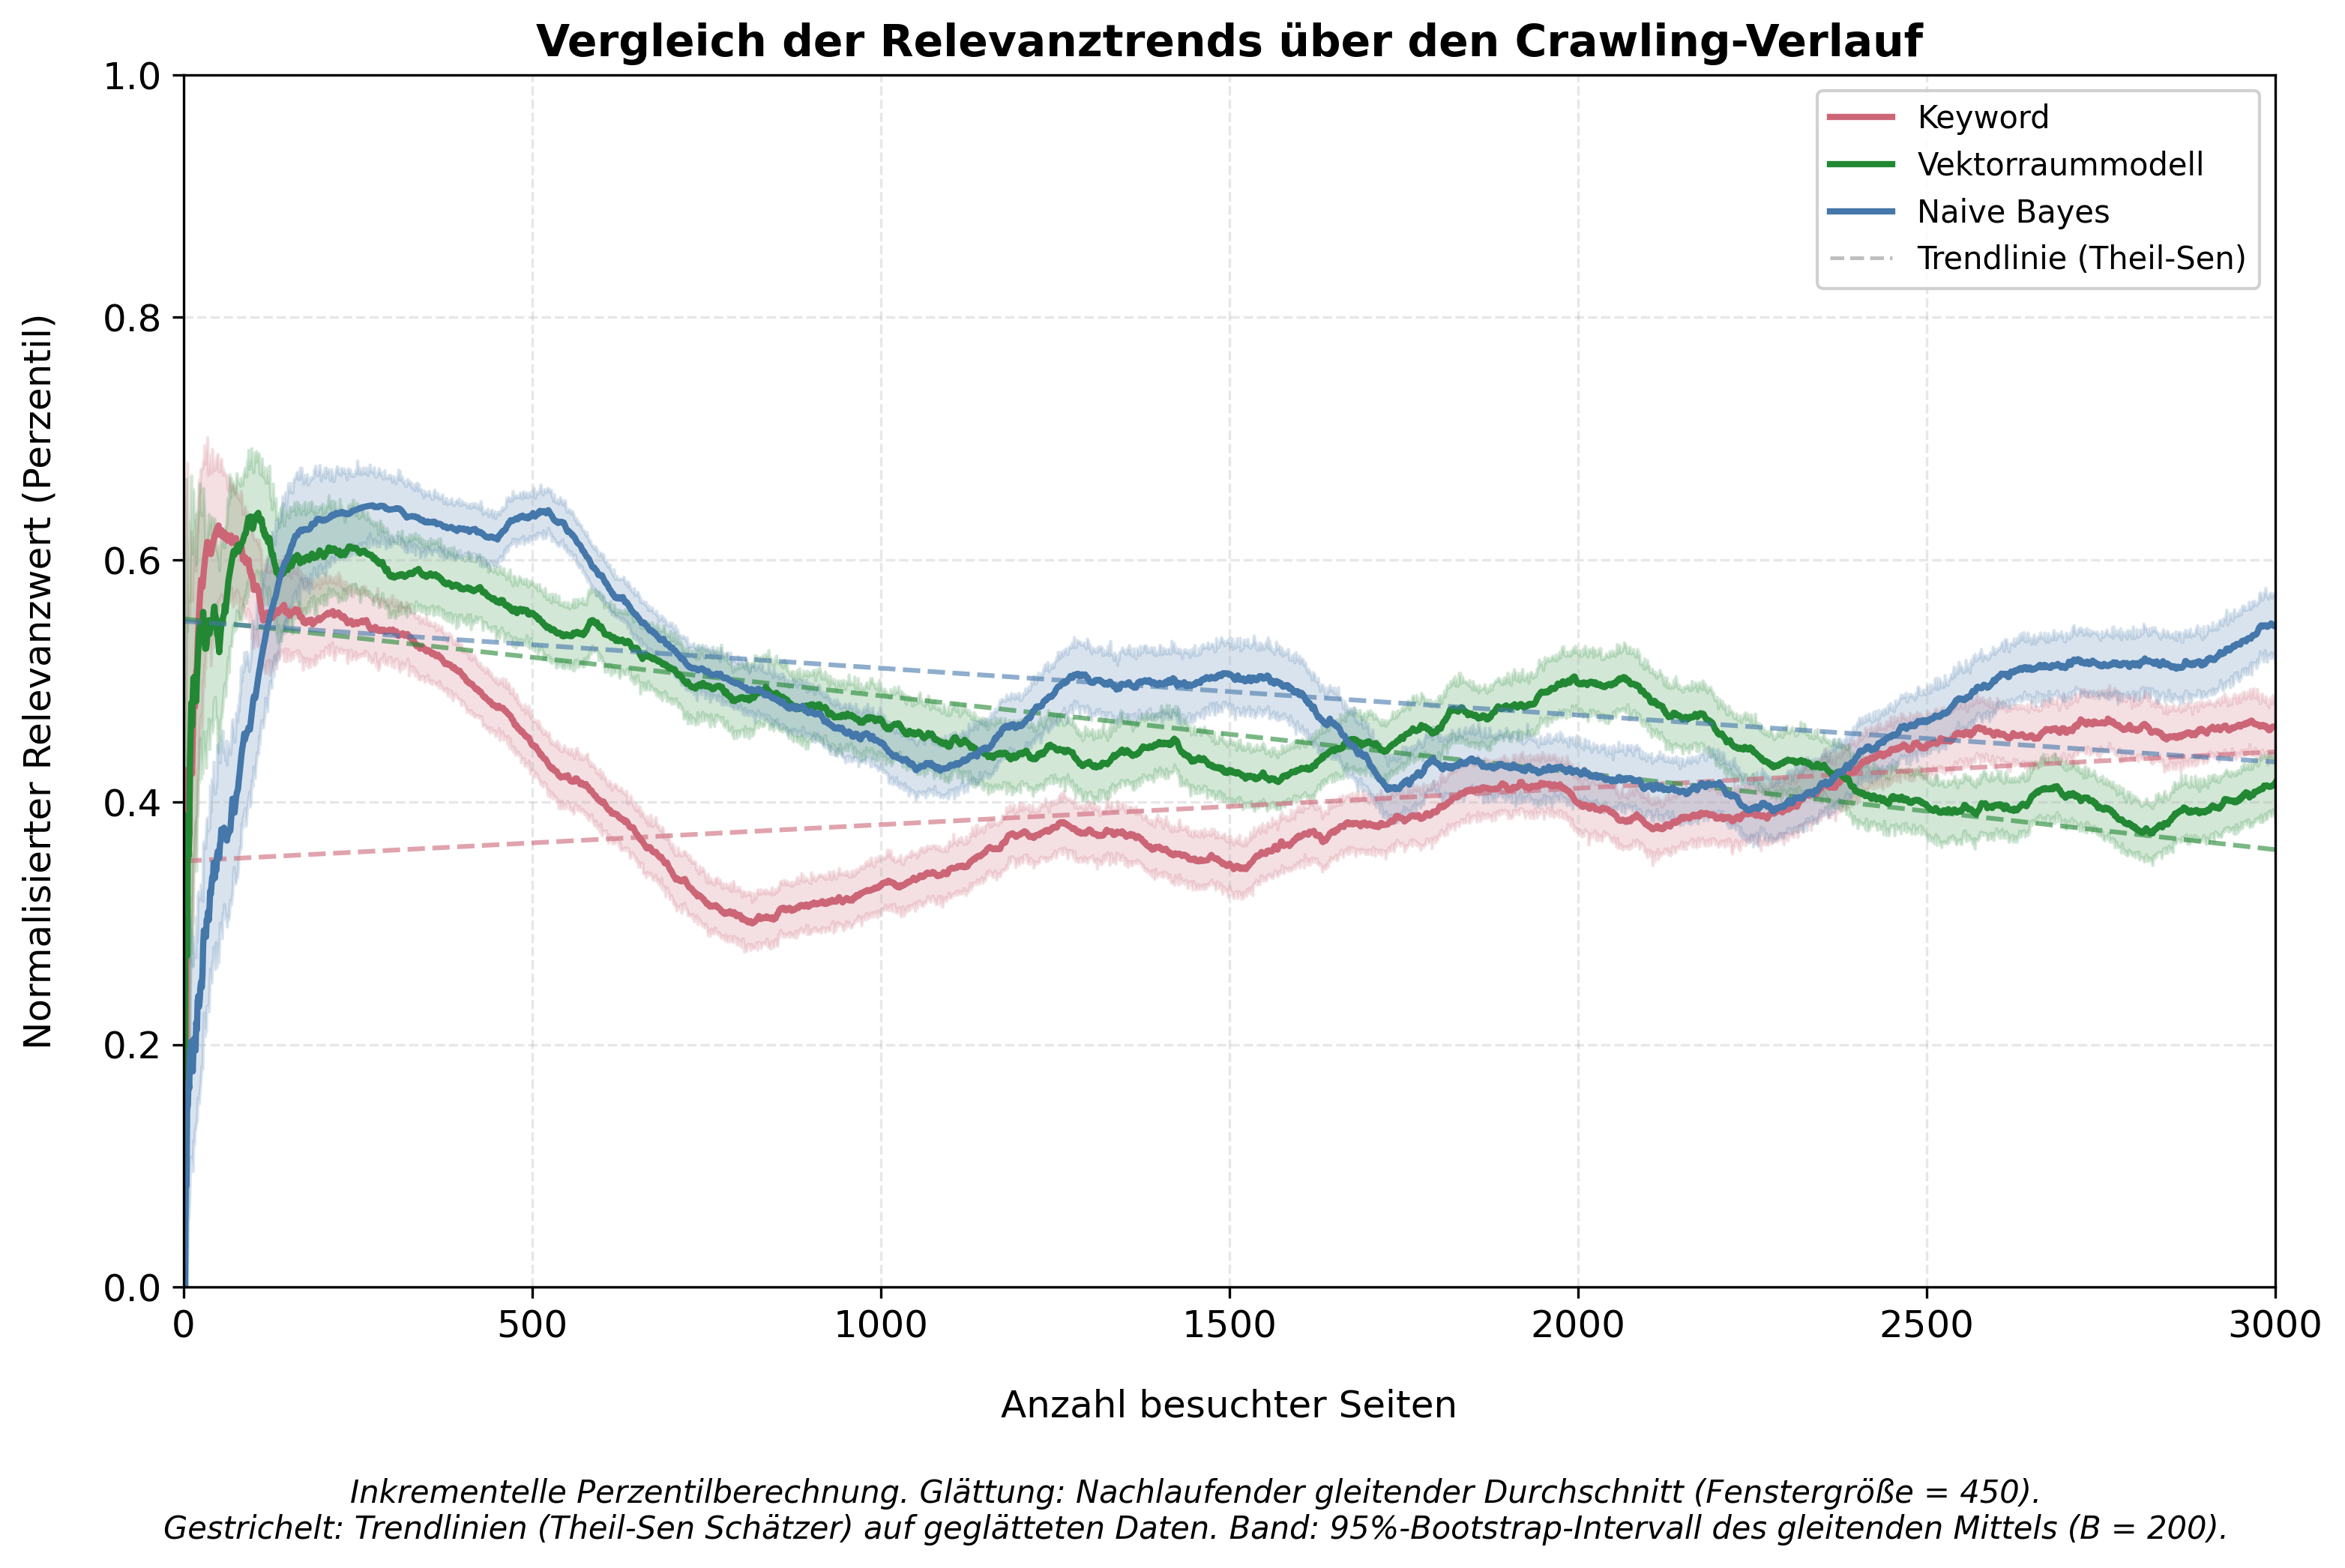 Vergleich der Relevanztrends über den Crawling-Verlauf
Normalisierter Relevanzwert (Perzentil)
1.0
0.8
0.6
0.4
0.2
0.0
Keyword
Vektorraummodell
Naive Bayes
Trendlinie (Theil-Sen)
0 500 1000 1500 2000 2500 3000
Anzahl besuchter Seiten
Inkrementelle Perzentilberechnung. Glättung: Nachlaufender gleitender Durchschnitt (Fenstergröße = 450).
Gestrichelt: Trendlinien (Theil-Sen Schätzer) auf geglätteten Daten. Band: 95%-Bootstrap-Intervall des gleitenden Mittels (B = 200).